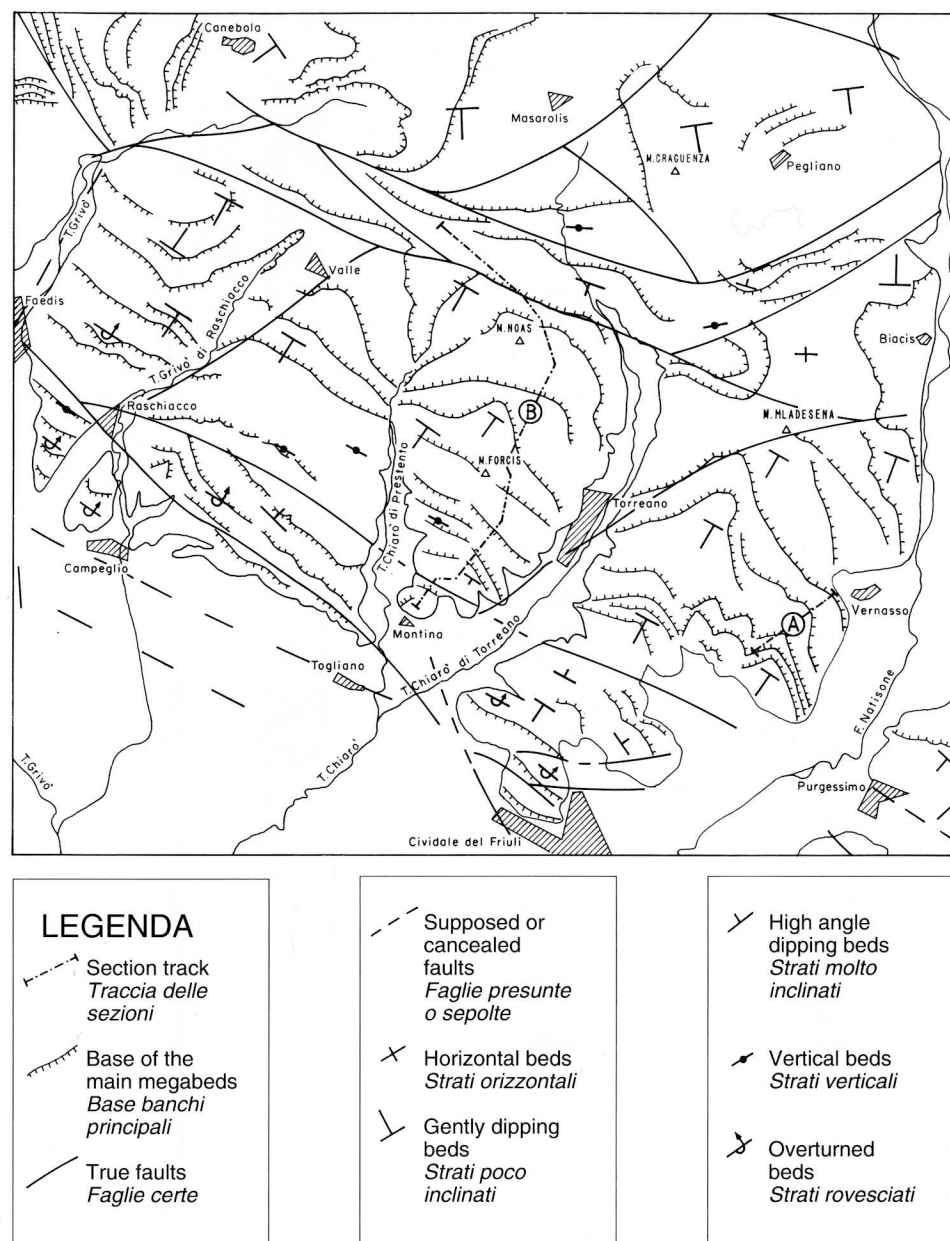 Canebola
Masarolis
M.CRAGUENZA
Pegliano
T.Grivò
Valle
Faedis
T.Grivò di Raschiacco
M.NOAS
Biacis
Raschiacco
B
M.MLADESENA
M.FORCIS
T.Chiarò di Prestento
Torreano
Campeglio
Vernasso
A
Montina
Togliano
T.Chiarò di Torreano
F. Natisone
T.Grivò
T.Chiarò
Purgessimo
Cividale del Friuli
LEGENDA
Section track
Traccia delle
sezioni
Base of the
main megabeds
Base banchi
principali
True faults
Faglie certe
Supposed or
cancealed
faults
Faglie presunte
o sepolte
Horizontal beds
Strati orizzontali
Gently dipping
beds
Strati poco
inclinati
High angle
dipping beds
Strati molto
inclinati
Vertical beds
Strati verticali
Overturned
beds
Strati rovesciati